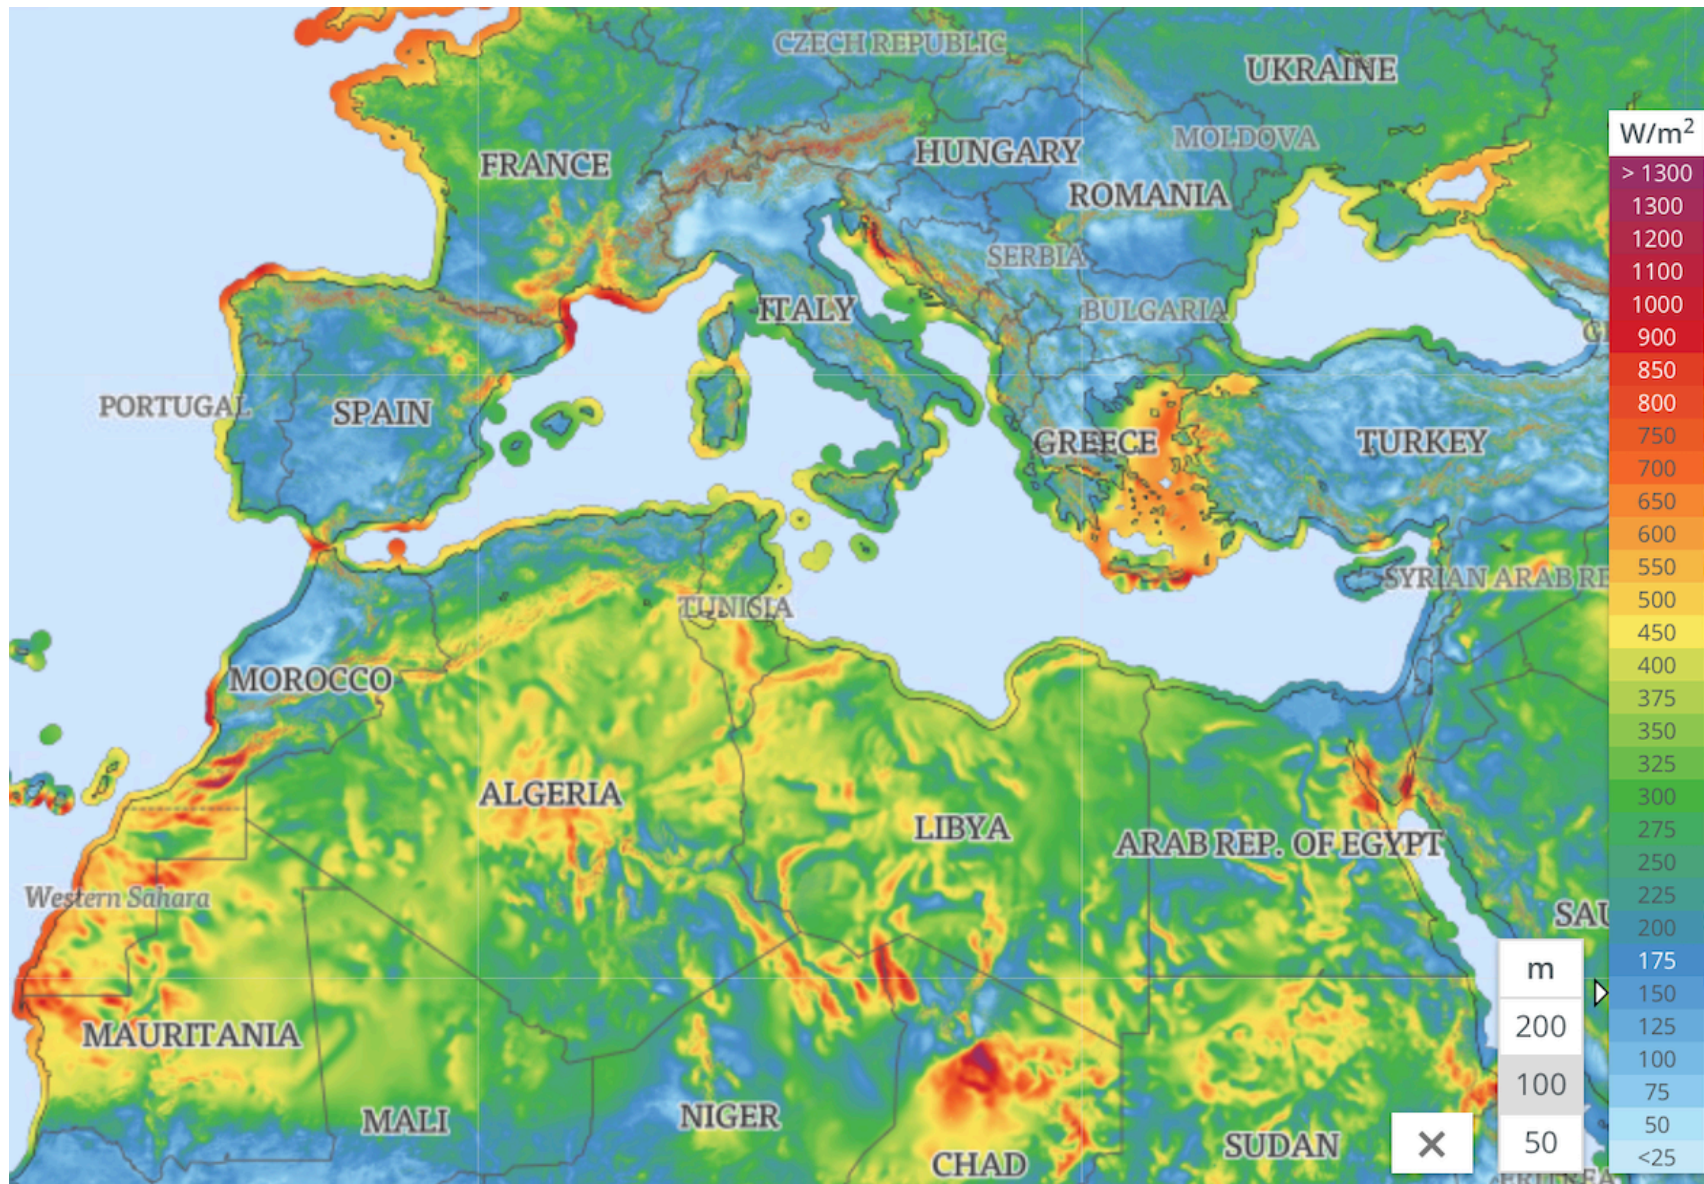 CZECH REPUBLIC
UKRAINE
W/m²
FRANCE
HUNGARY
MOLDOVA
ROMANIA
SERBIA
ITALY
BULGARIA
PORTUGAL
SPAIN
GREECE
TURKEY
SYRIAN ARAB RE
TUNISIA
MOROCCO
ALGERIA
LIBYA
ARAB REP. OF EGYPT
Western Sahara
SAU
MAURITANIA
MALI
NIGER
CHAD
SUDAN
ERITREA
> 1300
1300
1200
1100
1000
900
850
800
750
700
650
600
550
500
450
400
375
350
325
300
275
250
225
200
175
150
125
100
75
50
<25
m
200
100
50
×